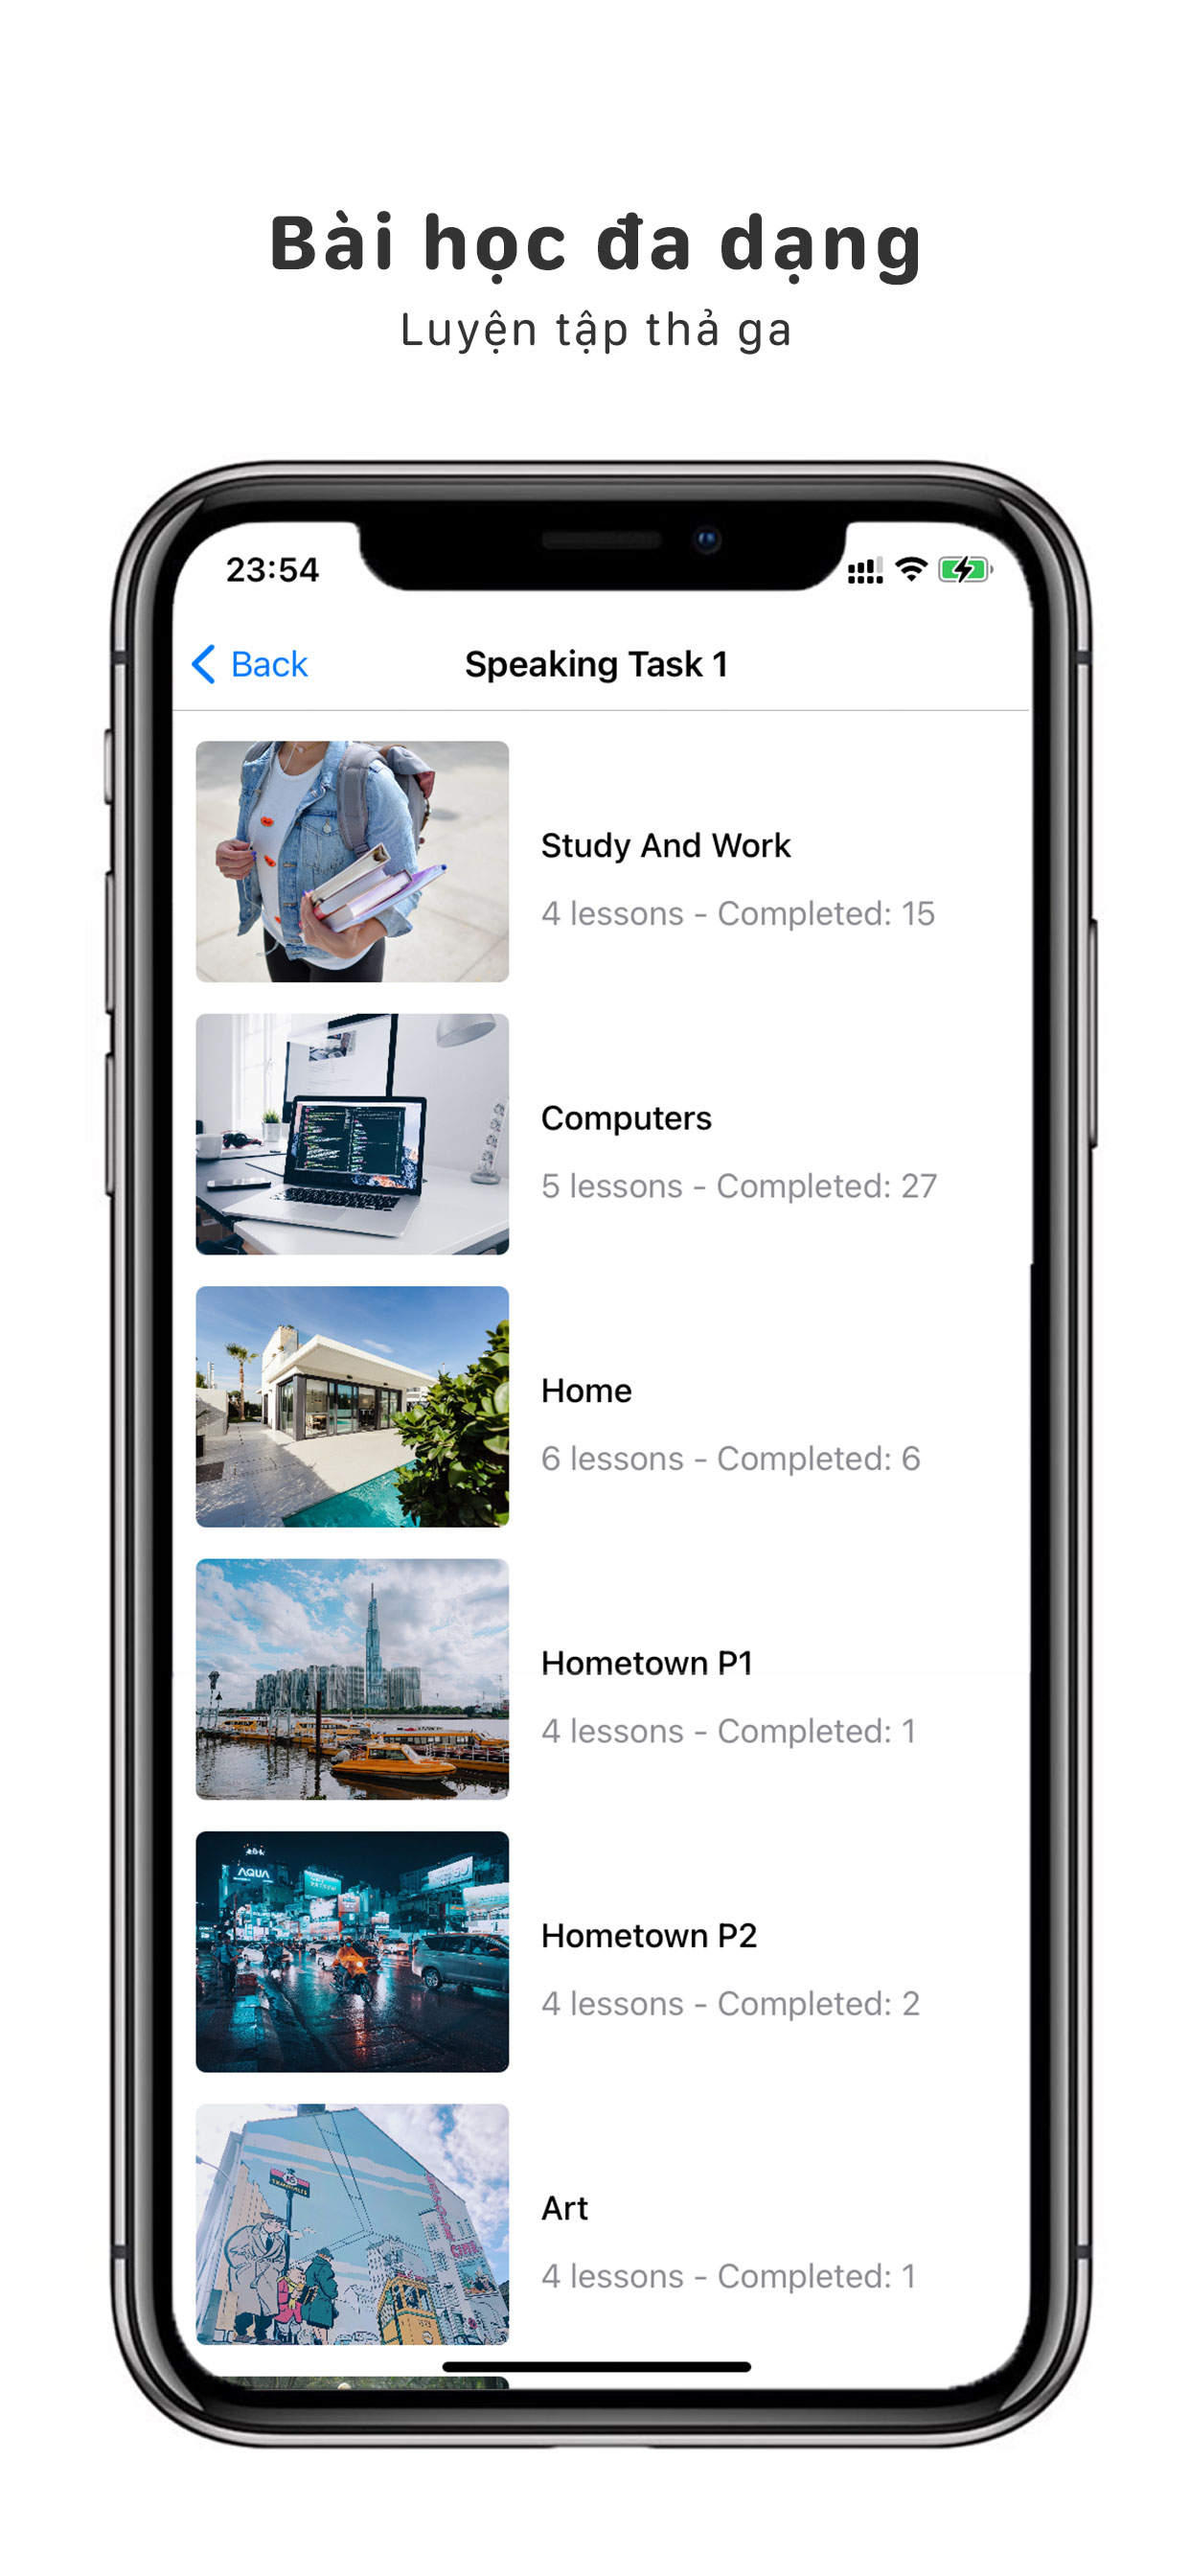 Bài học đa dạng
Luyện tập thả ga
23:54
Back
Speaking Task 1
Study And Work
4 lessons - Completed: 15
Computers
5 lessons - Completed: 27
Home
6 lessons - Completed: 6
Hometown P1
4 lessons - Completed: 1
AQUA
Hometown P2
4 lessons - Completed: 2
Art
4 lessons - Completed: 1